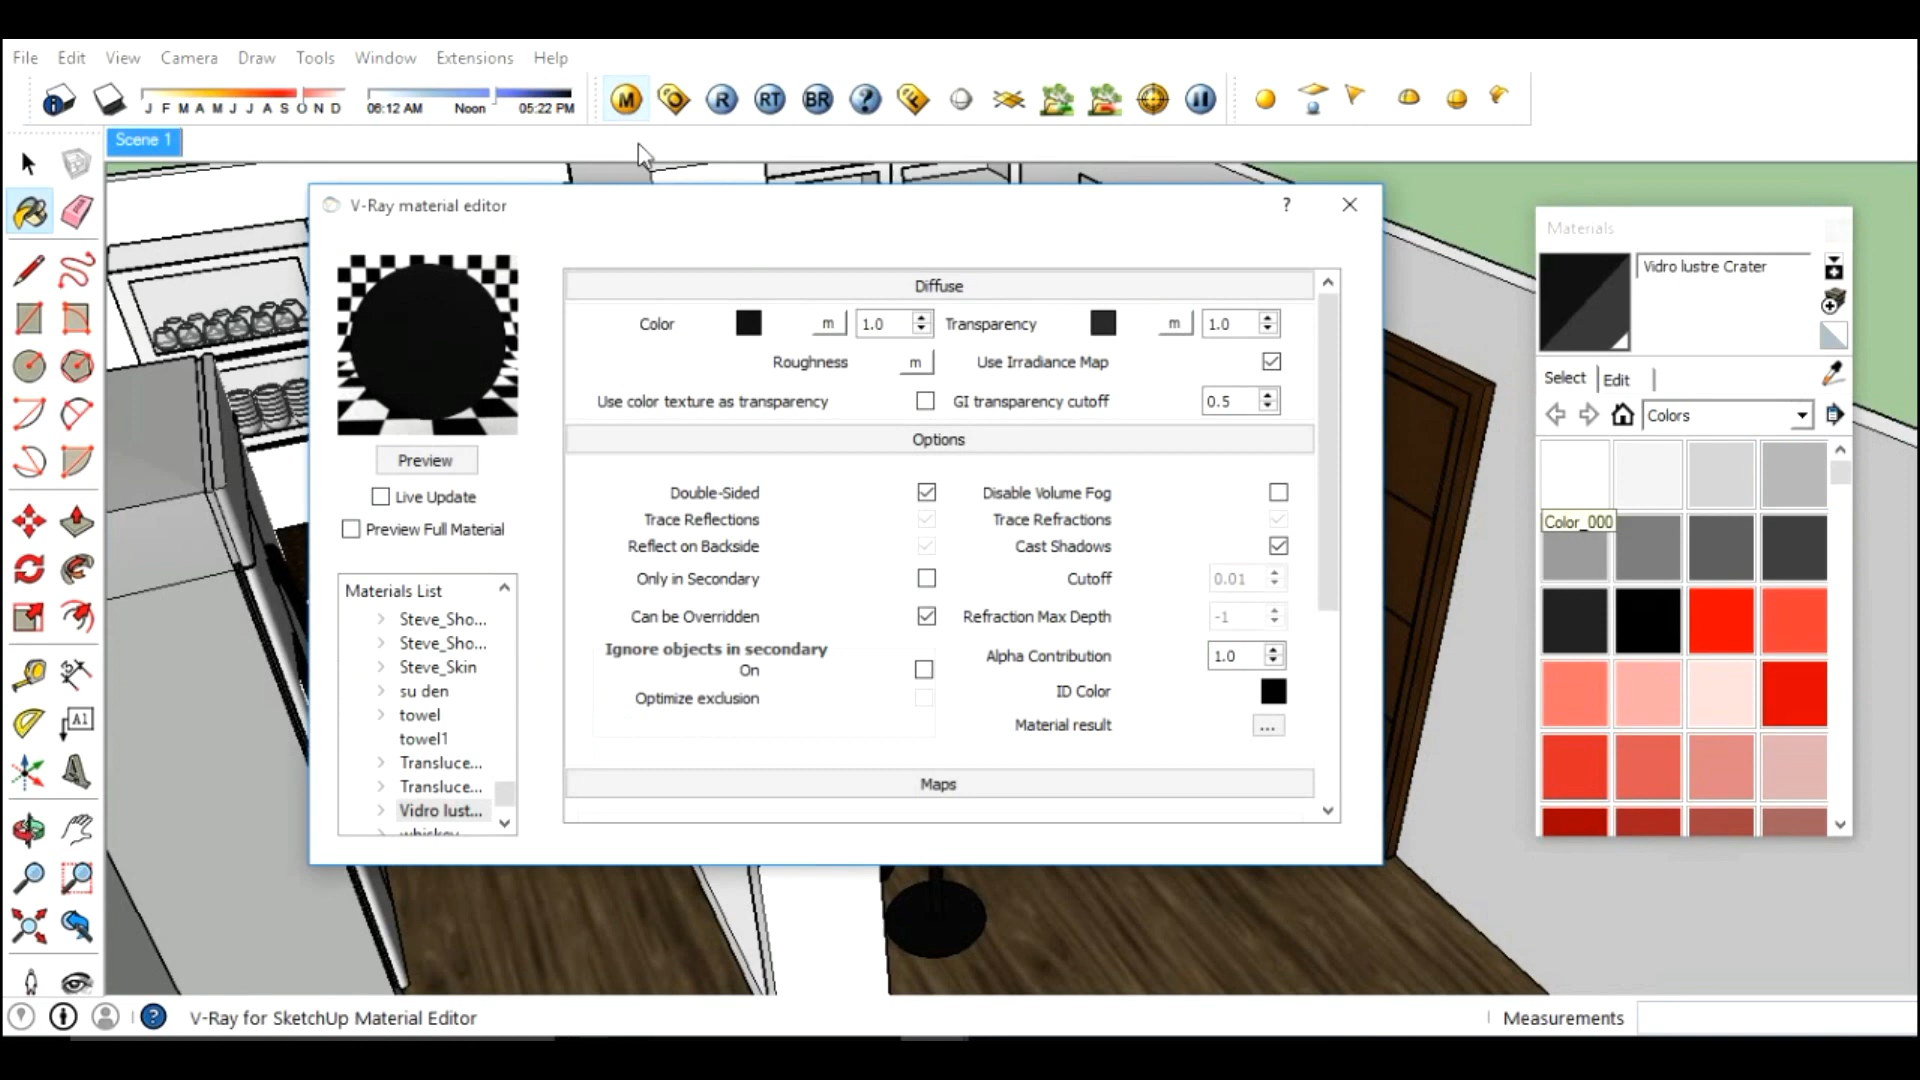 File Edit View Camera Draw Tools Window Extensions Help
J F M A M J J A S O N D 06:12 AM Noon 05:22 PM M R RT BR ?
Scene 1
V-Ray material editor ?
Materials
Vidro lustre Crater
Diffuse
Color m 1.0 Transparency m 1.0
Roughness m Use Irradiance Map
Use color texture as transparency GI transparency cutoff 0.5
Select Edit
Colors
Color_000
Options
Preview
Live Update
Preview Full Material
Double-Sided Disable Volume Fog
Trace Reflections Trace Refractions
Reflect on Backside Cast Shadows
Only in Secondary Cutoff 0.01
Can be Overridden Refraction Max Depth -1
Ignore objects in secondary
On
Alpha Contribution 1.0
Optimize exclusion
ID Color
Material result ...
Maps
Materials List
Steve_Sho...
Steve_Sho...
Steve_Skin
su den
towel
towel1
Transluce...
Transluce...
Vidro lust...
whiskey
A1
V-Ray for SketchUp Material Editor
Measurements